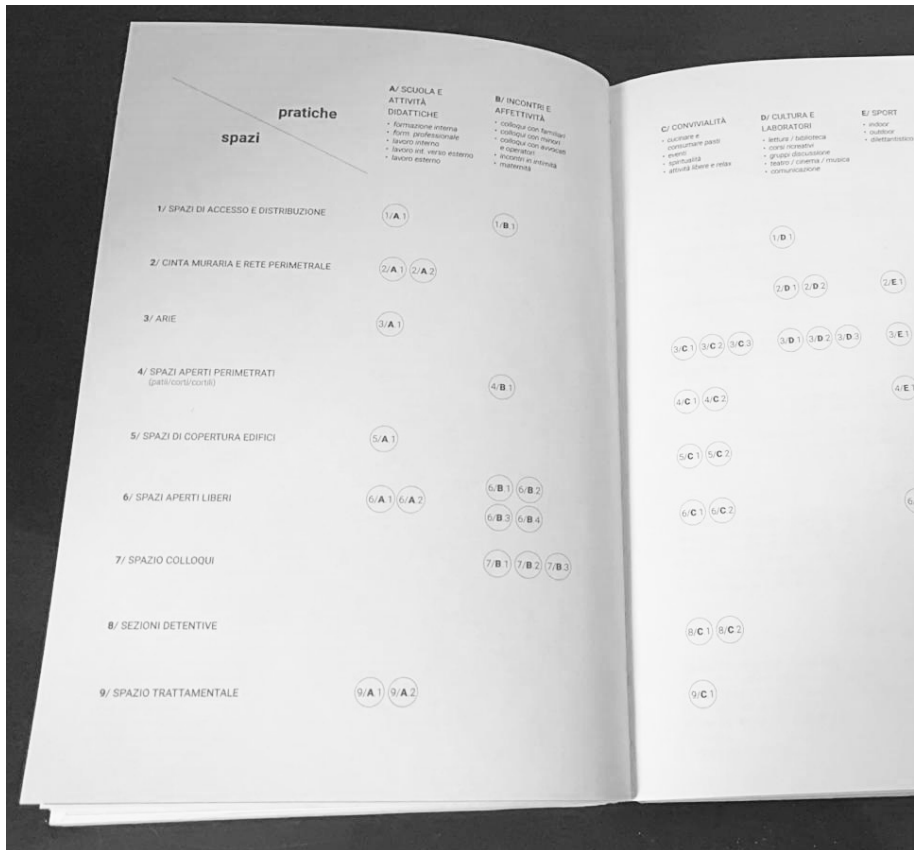 pratiche
spazi
A/ SCUOLA E
ATTIVITÀ
DIDATTICHE
• formazione interna
• form. professionale
• lavoro interno
• lavoro int. verso esterno
• lavoro esterno
B/ INCONTRI E
AFFETTIVITÀ
• colloqui con familiari
• colloqui con minori
• colloqui con avvocati
e operatori
• incontri in intimità
• maternità
C/ CONVIVIALITÀ
• cucinare e
consumare pasti
• eventi
• spiritualità
• attività libere e relax
D/ CULTURA E
LABORATORI
• lettura / biblioteca
• corsi ricreativi
• gruppi discussione
• teatro / cinema / musica
• comunicazione
E/ SPORT
• indoor
• outdoor
• dilettantistico
1/ SPAZI DI ACCESSO E DISTRIBUZIONE 1/A.1 1/B.1 1/D.1
2/ CINTA MURARIA E RETE PERIMETRALE 2/A.1 2/A.2 2/D.1 2/D.2 2/E.1
3/ ARIE 3/A.1 3/C.1 3/C.2 3/C.3 3/D.1 3/D.2 3/D.3 3/E.1
4/ SPAZI APERTI PERIMETRATI 4/B.1 4/C.1 4/C.2 4/E.1
(patii/corti/cortili)
5/ SPAZI DI COPERTURA EDIFICI 5/A.1 5/C.1 5/C.2
6/ SPAZI APERTI LIBERI 6/A.1 6/A.2 6/B.1 6/B.2 6/C.1 6/C.2 6/
6/B.3 6/B.4
7/ SPAZIO COLLOQUI 7/B.1 7/B.2 7/B.3
8/ SEZIONI DETENTIVE 8/C.1 8/C.2
9/ SPAZIO TRATTAMENTALE 9/A.1 9/A.2 9/C.1